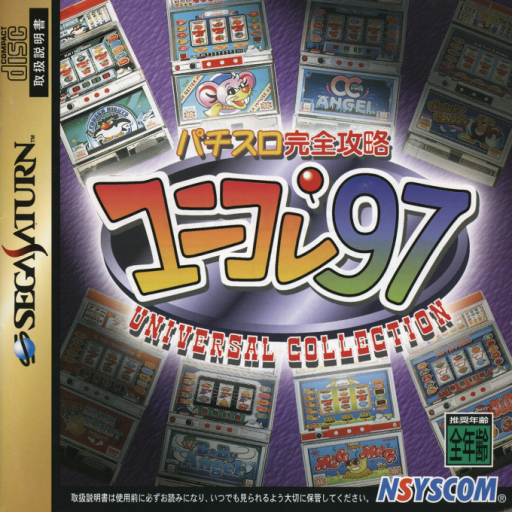 COMPACT
disc
取扱説明書
SEGA SATURN™
CC
ANGEL
パチスロ完全攻略
ユニコレ'97
UNIVERSAL COLLECTION
ANGEL
推奨年齢
全年齢
取扱説明書は使用前に必ずお読みになり、いつでも見られるよう大切に保管してください。
NSYSCOM®